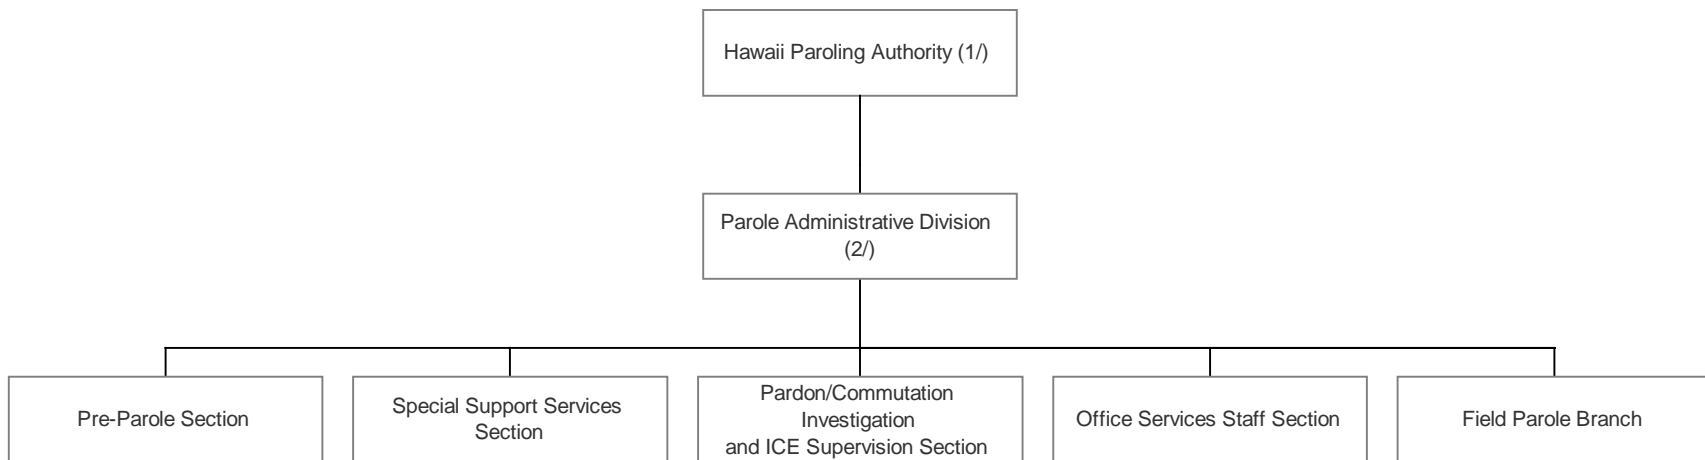 Hawaii Paroling Authority (1/)
Parole Administrative Division
(2/)
Pre-Parole Section
Special Support Services
Section
Pardon/Commutation
Investigation
and ICE Supervision Section
Office Services Staff Section
Field Parole Branch